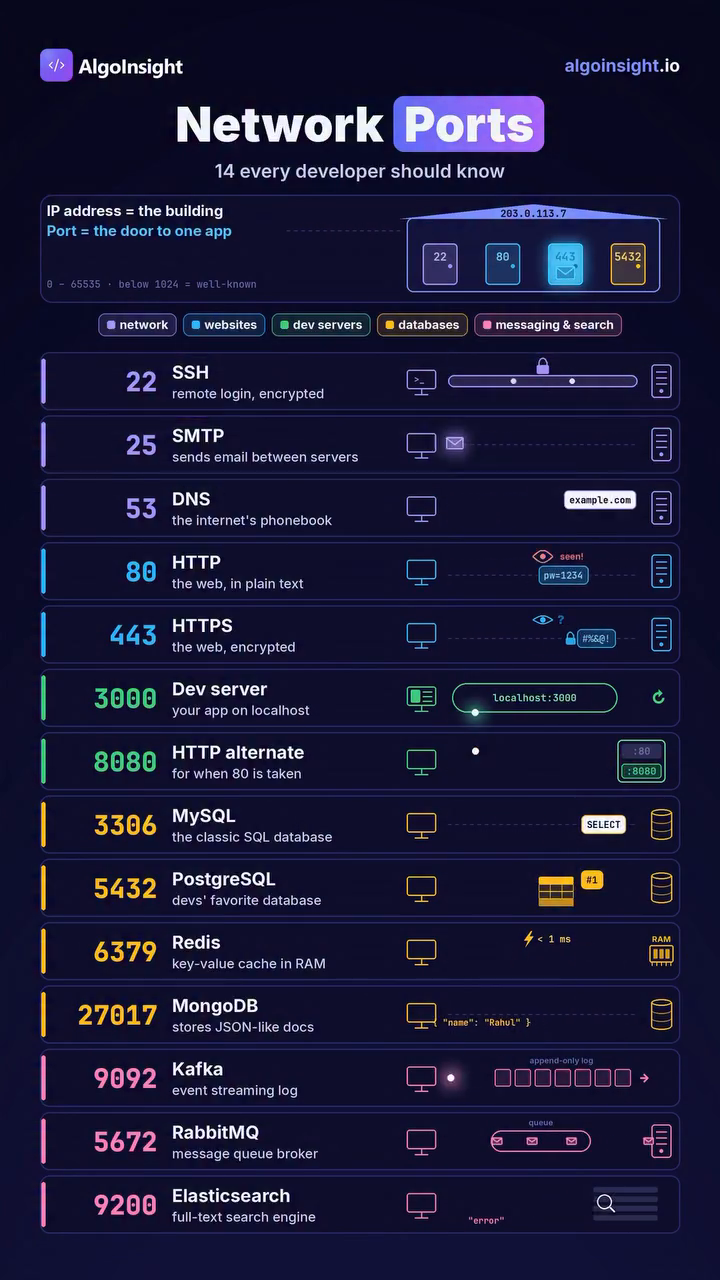 AlgoInsight
algoinsight.io
Network Ports
14 every developer should know
IP address = the building
Port = the door to one app
0 – 65535 · below 1024 = well-known
203.0.113.7
22
80
443
5432
network
websites
dev servers
databases
messaging & search
22
SSH
remote login, encrypted
>_
25
SMTP
sends email between servers
53
DNS
the internet's phonebook
example.com
80
HTTP
the web, in plain text
seen!
pw=1234
443
HTTPS
the web, encrypted
?
#%&@!
3000
Dev server
your app on localhost
localhost:3000
8080
HTTP alternate
for when 80 is taken
:80
:8080
3306
MySQL
the classic SQL database
SELECT
5432
PostgreSQL
devs' favorite database
#1
6379
Redis
key-value cache in RAM
< 1 ms
RAM
27017
MongoDB
stores JSON-like docs
{ "name": "Rahul" }
9092
Kafka
event streaming log
append-only log
5672
RabbitMQ
message queue broker
queue
9200
Elasticsearch
full-text search engine
"error"